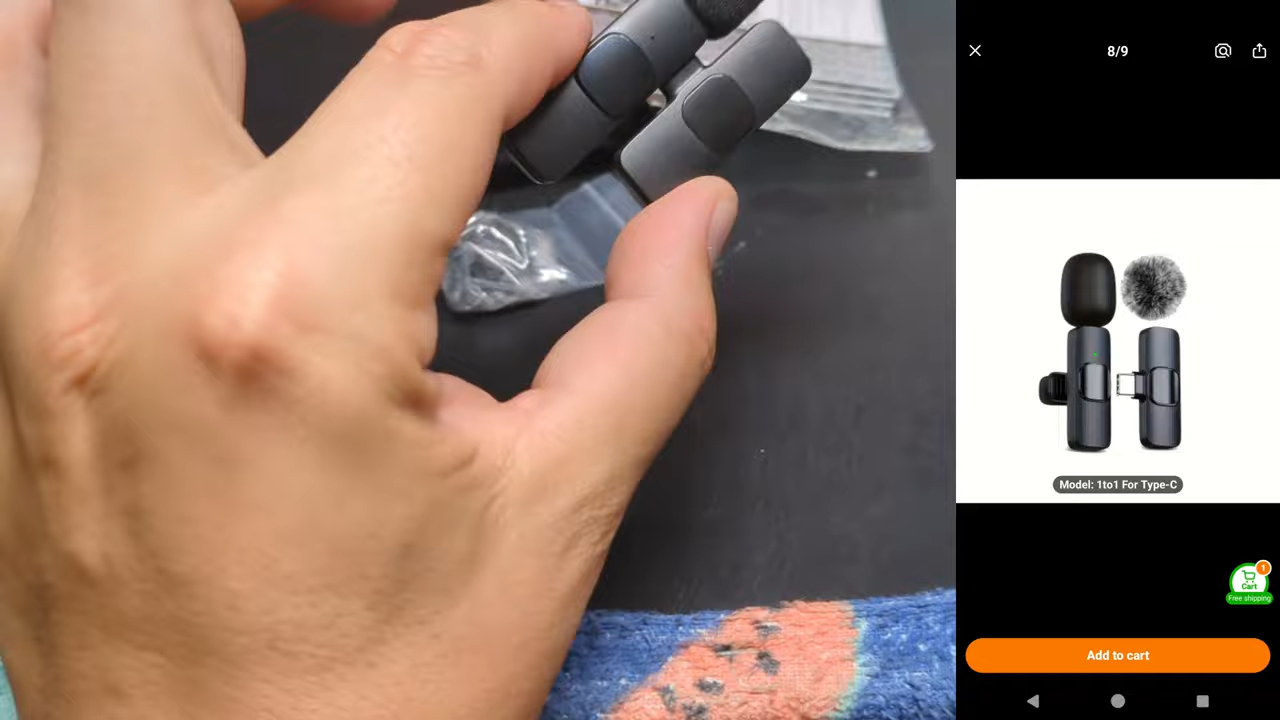 8/9
Model: 1to1 For Type-C
1
Cart
Free shipping
Add to cart